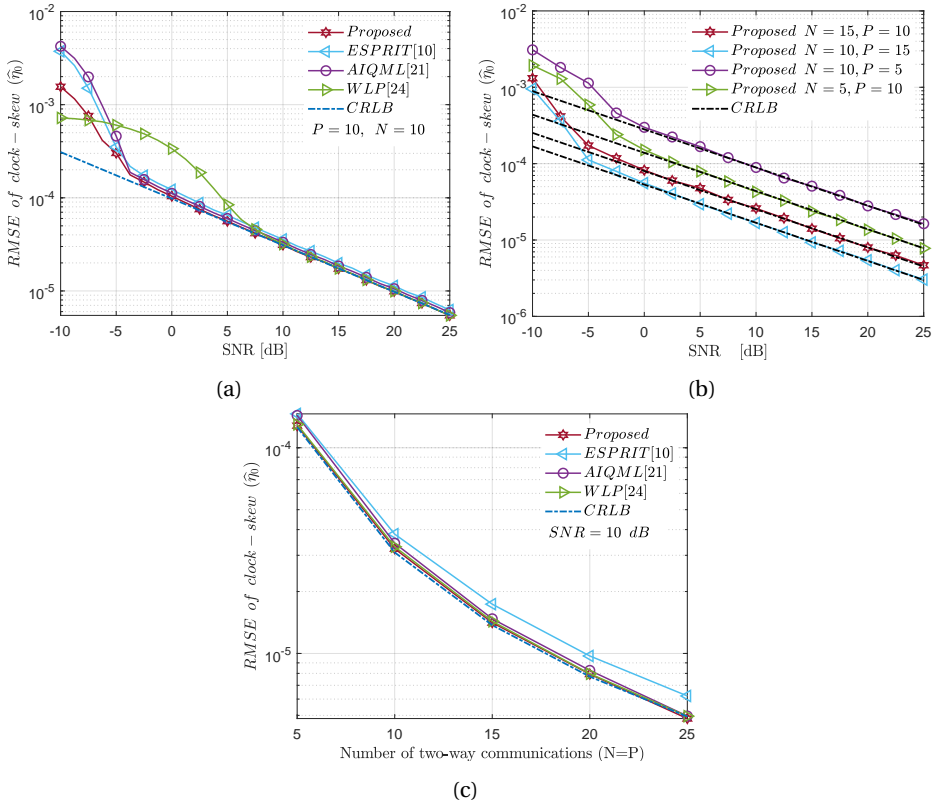 10^-2
10^-3
10^-4
10^-5
-10 -5 0 5 10 15 20 25
SNR [dB]
RMSE of clock − skew (η̂0)
Proposed
ESPRIT[10]
AIQML[21]
WLP[24]
CRLB
P = 10, N = 10
(a)
10^-2
10^-3
10^-4
10^-5
10^-6
-10 -5 0 5 10 15 20 25
SNR [dB]
RMSE of clock − skew (η̂0)
Proposed N = 15, P = 10
Proposed N = 10, P = 15
Proposed N = 10, P = 5
Proposed N = 5, P = 10
CRLB
(b)
10^-4
10^-5
5 10 15 20 25
Number of two-way communications (N=P)
RMSE of clock − skew (η̂0)
Proposed
ESPRIT[10]
AIQML[21]
WLP[24]
CRLB
SNR = 10 dB
(c)